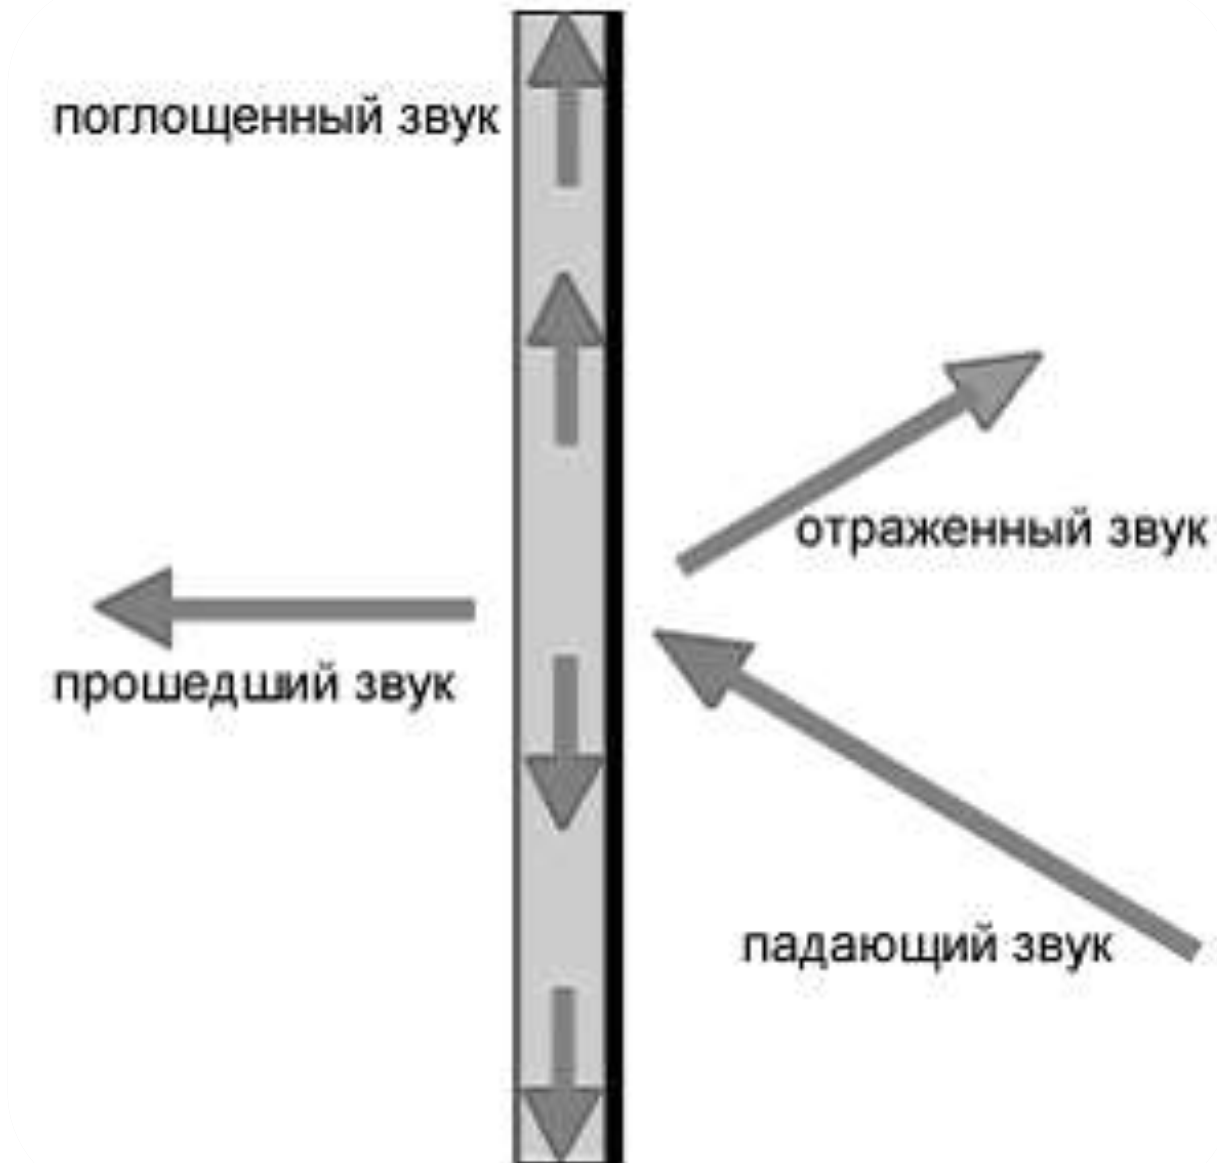 поглощенный звук
отраженный звук
прошедший звук
падающий звук